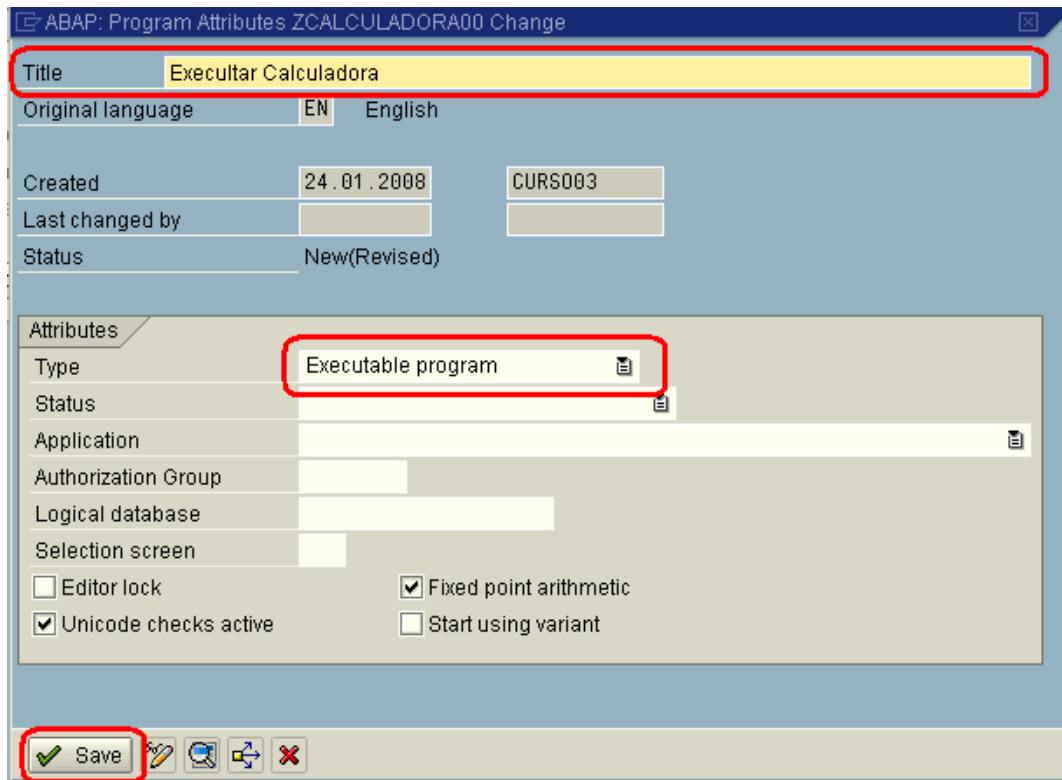 ABAP: Program Attributes ZCALCULADORA00 Change
Title Execultar Calculadora
Original language EN English
Created 24.01.2008 CURSO03
Last changed by
Status New(Revised)
Attributes
Type Executable program
Status
Application
Authorization Group
Logical database
Selection screen
Editor lock Fixed point arithmetic
Unicode checks active Start using variant
Save